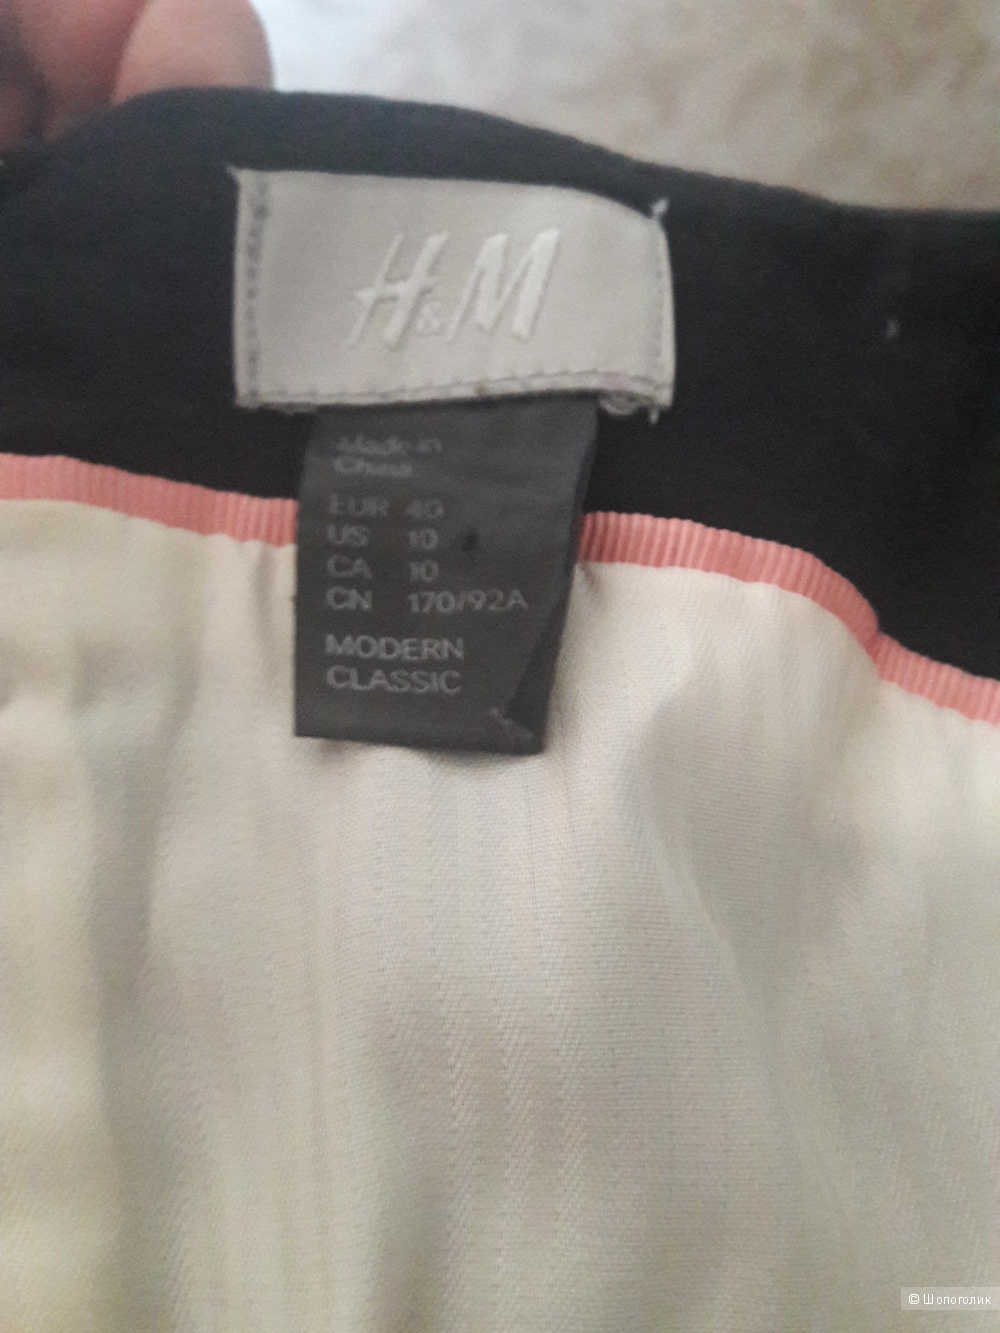 H&M
Made in
China
EUR 40
US 10
CA 10
CN 170/92A
MODERN
CLASSIC
© Шопоголик